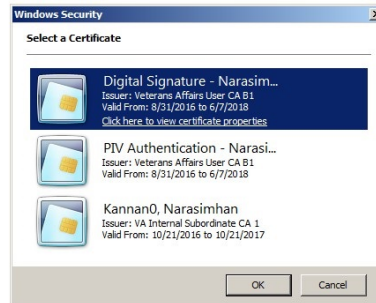 Windows Security
Select a Certificate
Digital Signature - Narasim...
Issuer: Veterans Affairs User CA B1
Valid From: 8/31/2016 to 6/7/2018
Click here to view certificate properties
PIV Authentication - Narasi...
Issuer: Veterans Affairs User CA B1
Valid From: 8/31/2016 to 6/7/2018
Kannan0, Narasimhan
Issuer: VA Internal Subordinate CA 1
Valid From: 10/21/2016 to 10/21/2017
OK
Cancel